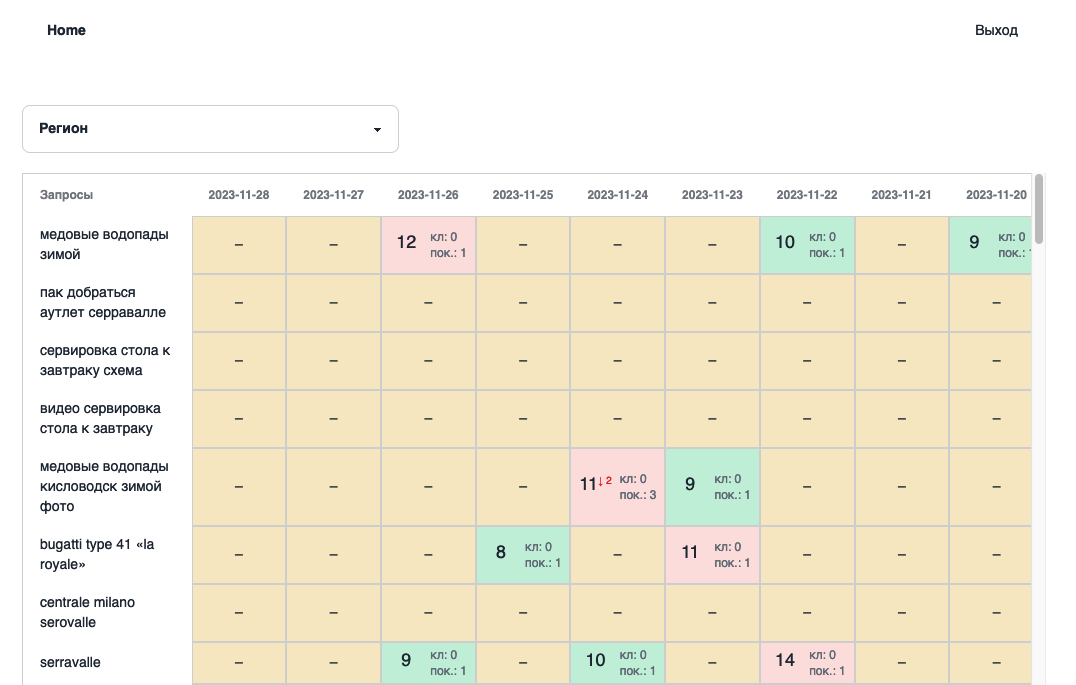 Home
Выход
Регион
Запросы 2023-11-28 2023-11-27 2023-11-26 2023-11-25 2023-11-24 2023-11-23 2023-11-22 2023-11-21 2023-11-20
медовые водопады
зимой
– – 12 кл: 0 пок.: 1 – – – 10 кл: 0 пок.: 1 – 9 кл: 0 пок.:
пак добраться
аутлет серравалле
– – – – – – – – –
сервировка стола к
завтраку схема
– – – – – – – – –
видео сервировка
стола к завтраку
– – – – – – – – –
медовые водопады
кисловодск зимой
фото
– – – – 11↓2 кл: 0 пок.: 3 9 кл: 0 пок.: 1 – – –
bugatti type 41 «la
royale»
– – – 8 кл: 0 пок.: 1 – 11 кл: 0 пок.: 1 – – –
centrale milano
serovalle
– – – – – – – – –
serravalle
– – 9 кл: 0 пок.: 1 – 10 кл: 0 пок.: 1 – 14 кл: 0 пок.: 1 – –